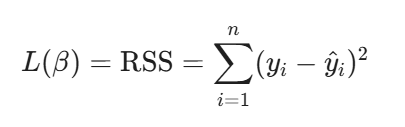 L(β) = RSS = ∑_{i=1}^{n} (y_i − ŷ_i)²